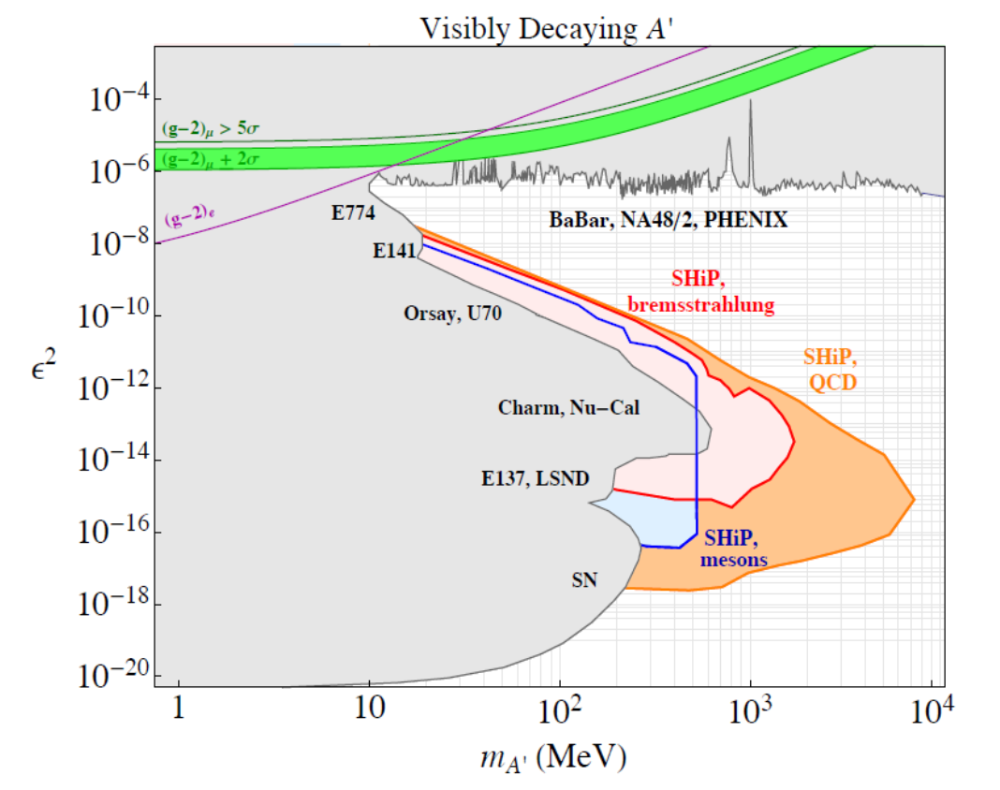 Visibly Decaying A'
10⁻⁴
(g−2)μ > 5σ
(g−2)μ ± 2σ
10⁻⁶
(g−2)e
E774
BaBar, NA48/2, PHENIX
10⁻⁸
E141
SHiP,
bremsstrahlung
Orsay, U70
10⁻¹⁰
ϵ²
SHiP,
QCD
10⁻¹²
Charm, Nu−Cal
10⁻¹⁴
E137, LSND
10⁻¹⁶
SHiP,
mesons
SN
10⁻¹⁸
10⁻²⁰
1 10 10² 10³ 10⁴
mA' (MeV)